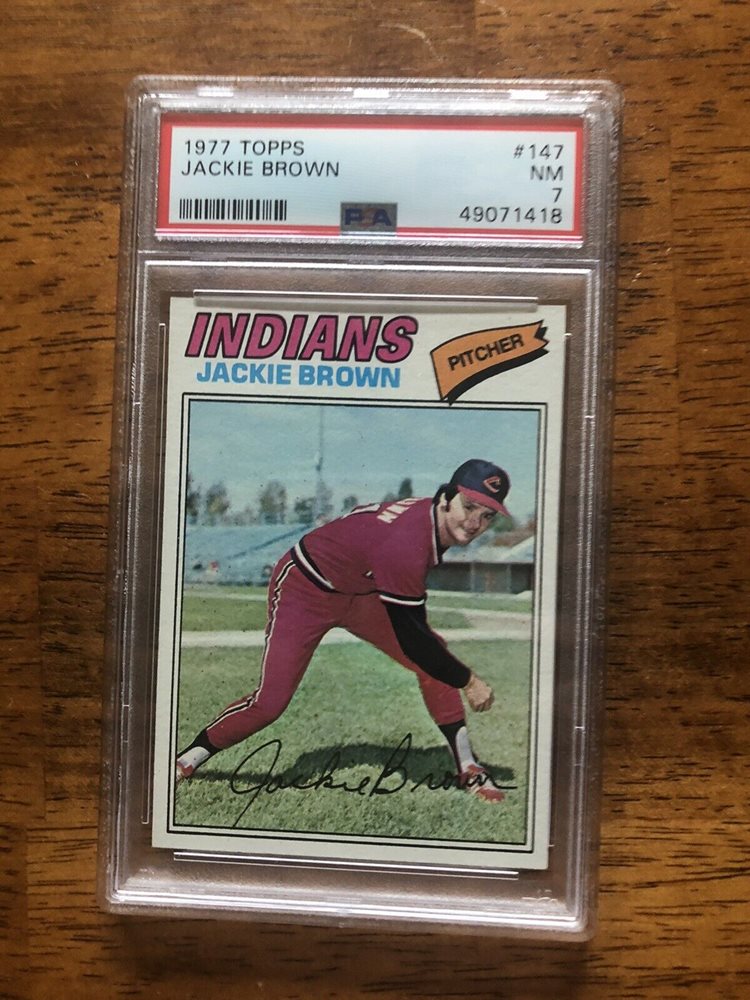 1977 TOPPS
#147
JACKIE BROWN
NM
7
PSA
49071418
INDIANS
JACKIE BROWN
PITCHER
C
Jackie Brown